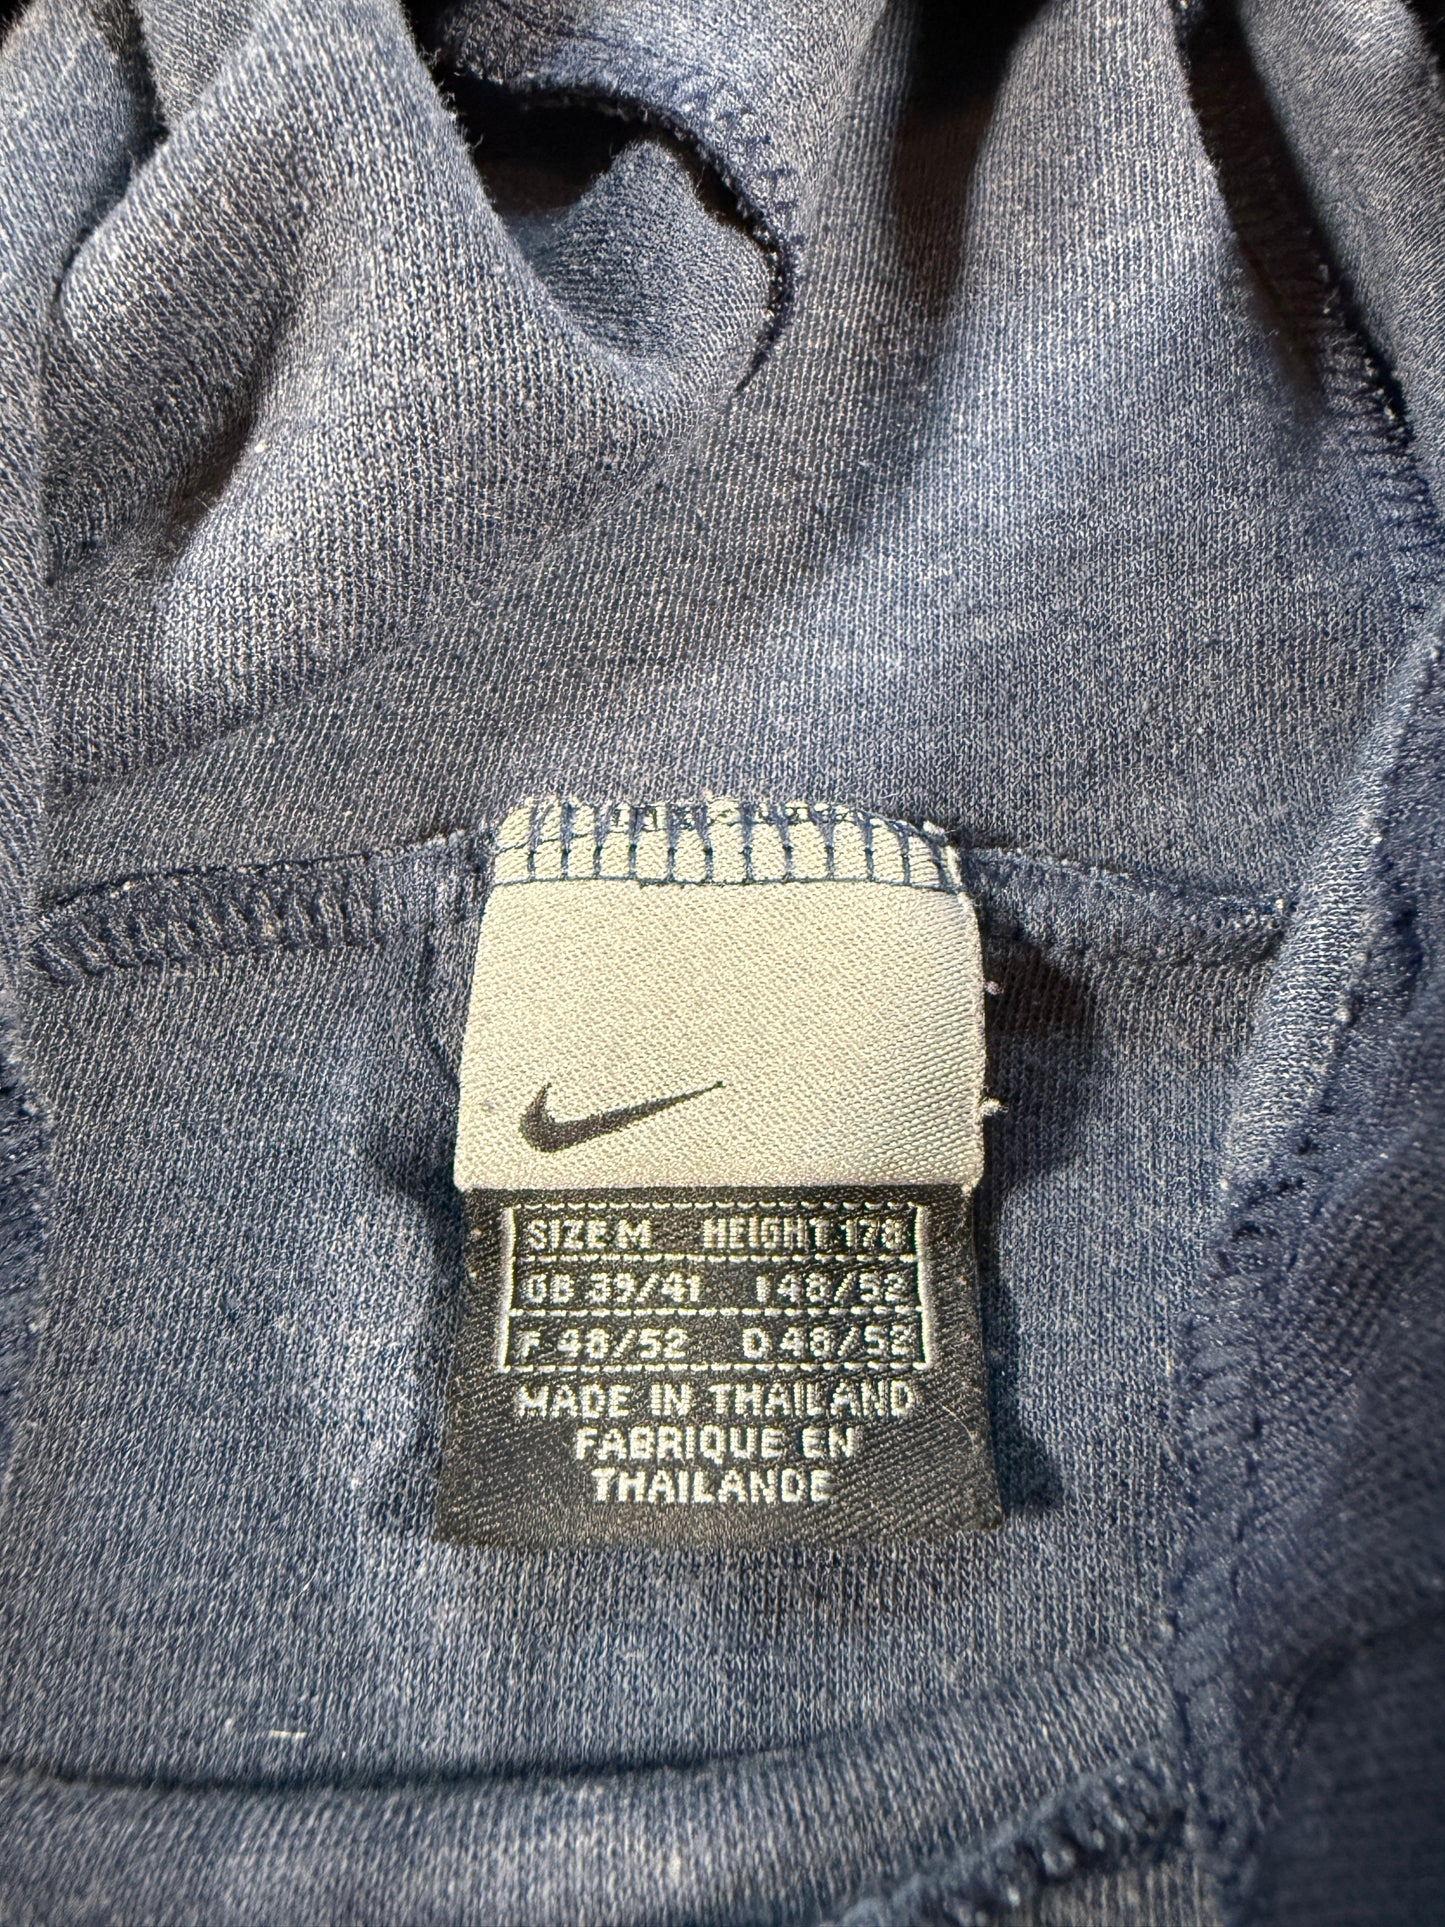 SIZE M HEIGHT 178
GB 39/41 I 48/52
F 48/52 D 48/52
MADE IN THAILAND
FABRIQUE EN
THAILANDE